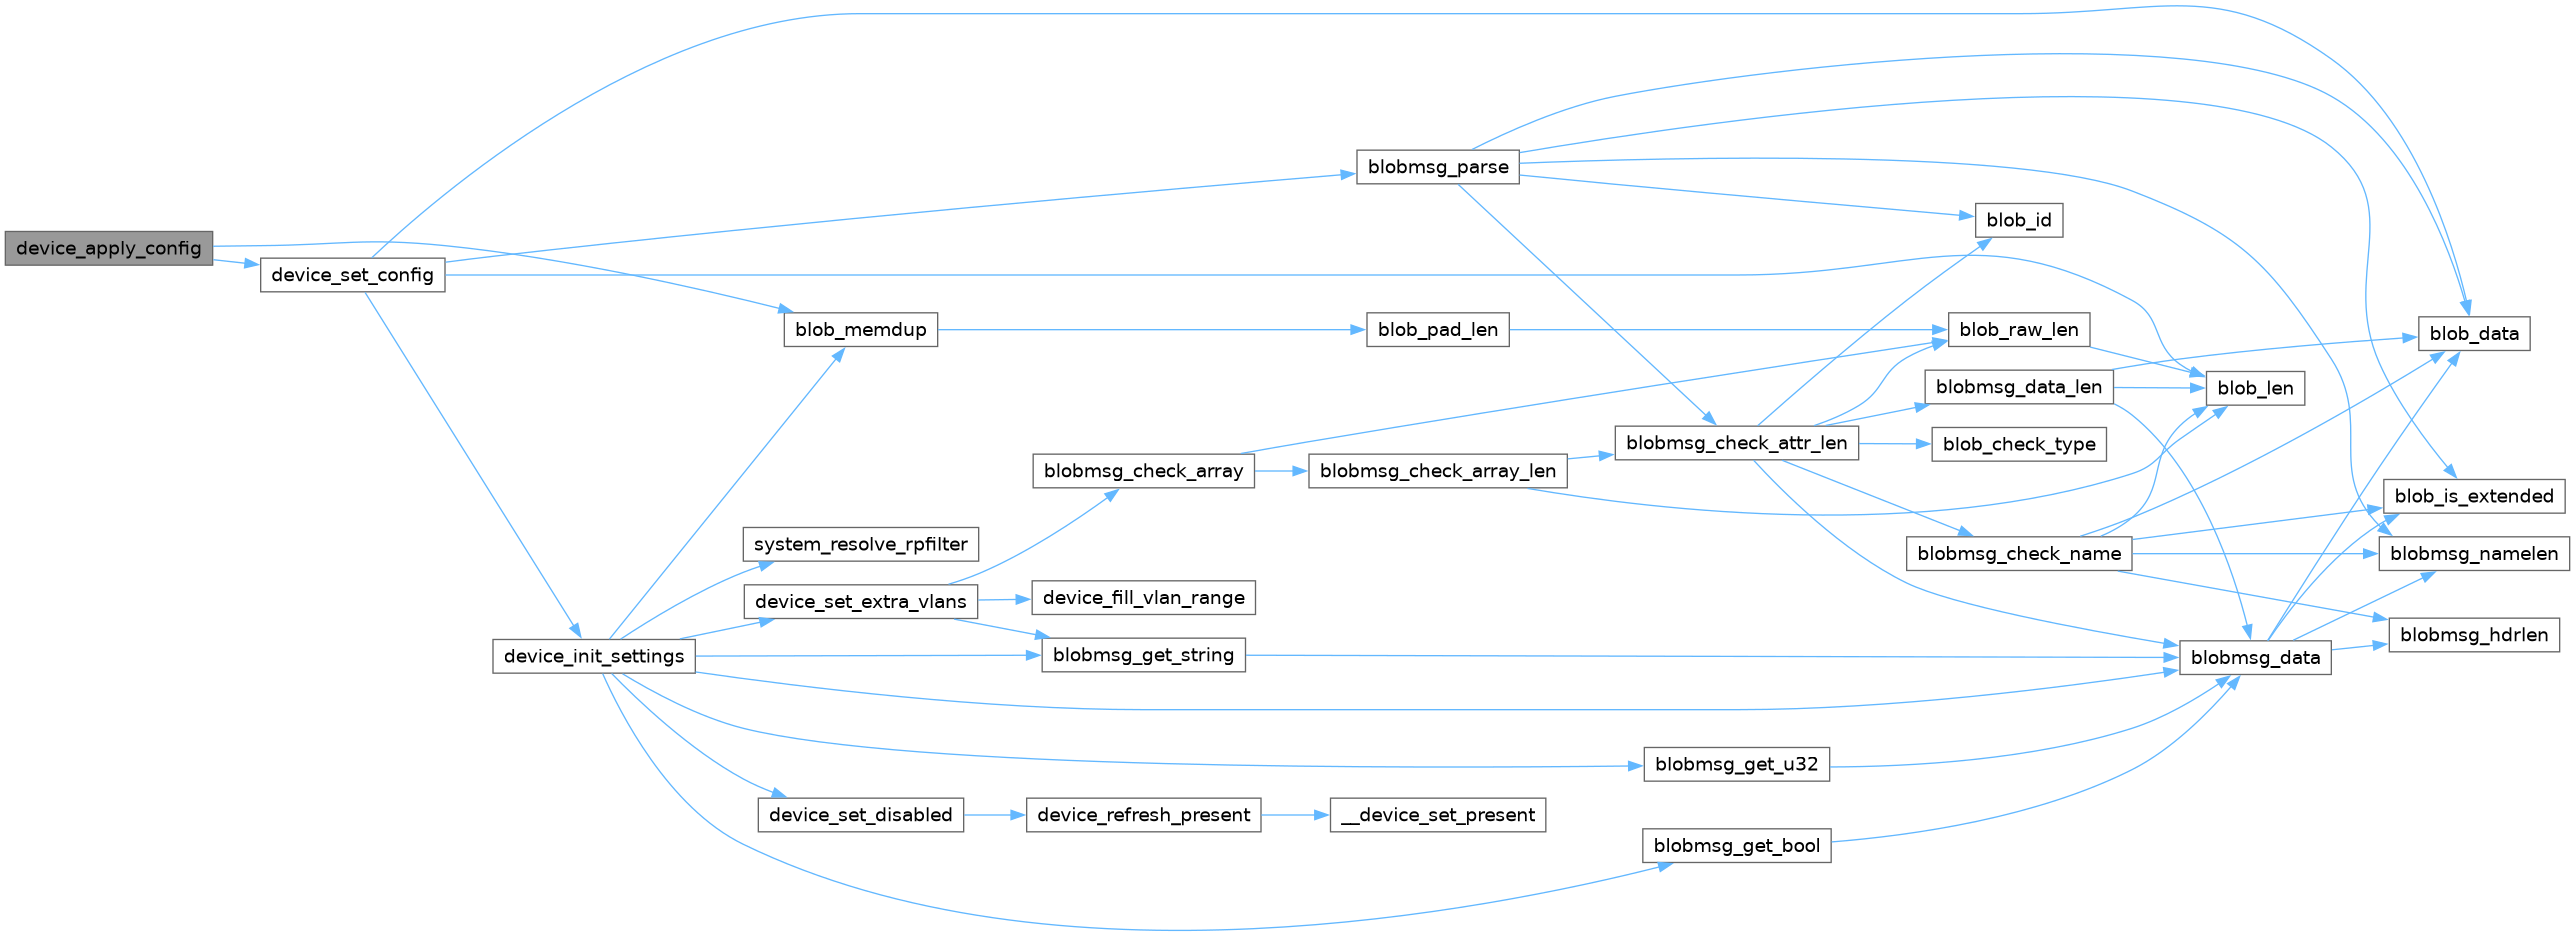 device_apply_config
device_set_config
device_init_settings
blob_memdup
system_resolve_rpfilter
device_set_extra_vlans
device_set_disabled
blobmsg_check_array
device_fill_vlan_range
blobmsg_get_string
device_refresh_present
blobmsg_parse
blob_pad_len
blobmsg_check_array_len
__device_set_present
blobmsg_check_attr_len
blobmsg_get_u32
blobmsg_get_bool
blob_id
blob_raw_len
blobmsg_data_len
blob_check_type
blobmsg_check_name
blob_len
blobmsg_data
blob_data
blob_is_extended
blobmsg_namelen
blobmsg_hdrlen